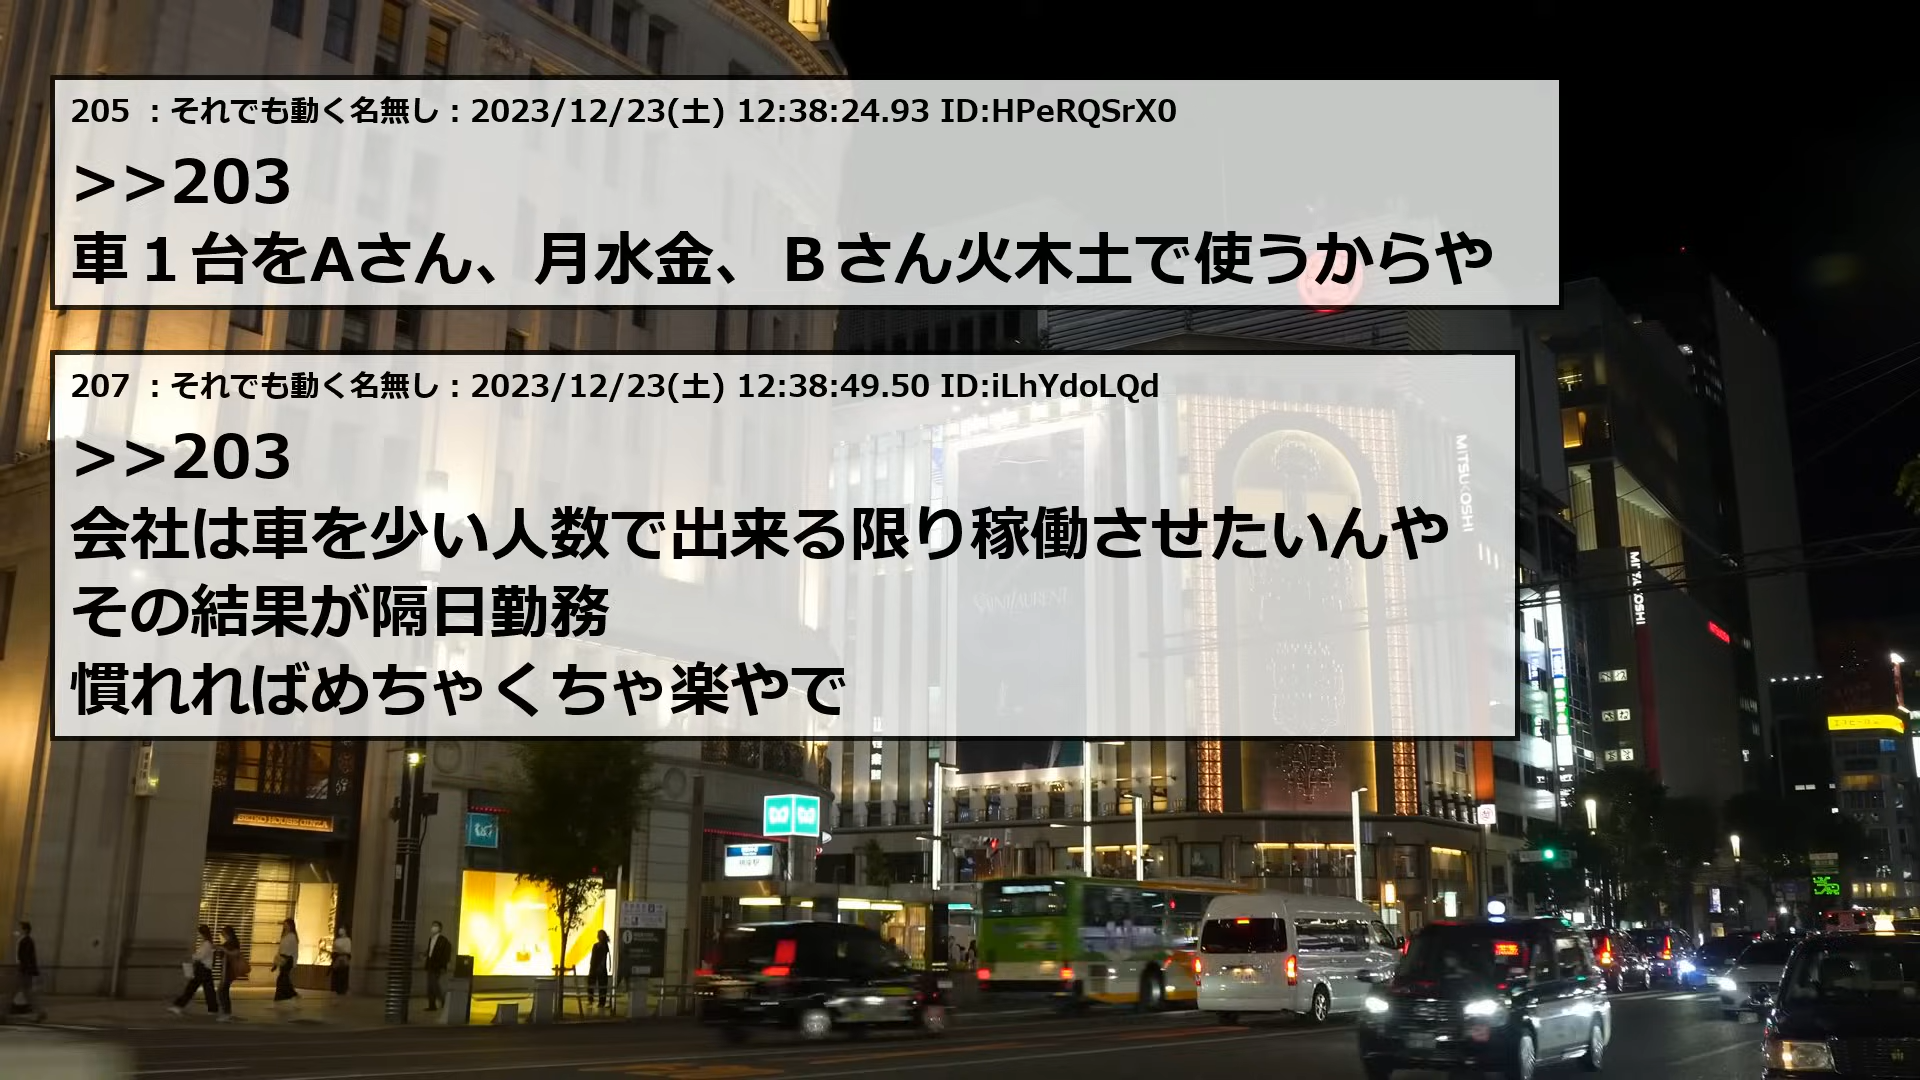 205 ：それでも動く名無し：2023/12/23(土) 12:38:24.93 ID:HPeRQSrX0
>>203
車１台をAさん、月水金、Ｂさん火木土で使うからや
207 ：それでも動く名無し：2023/12/23(土) 12:38:49.50 ID:iLhYdoLQd
>>203
会社は車を少い人数で出来る限り稼働させたいんや
その結果が隔日勤務
慣れればめちゃくちゃ楽やで
MITSUKOSHI
SAINT LAURENT
SEIKO HOUSE GINZA